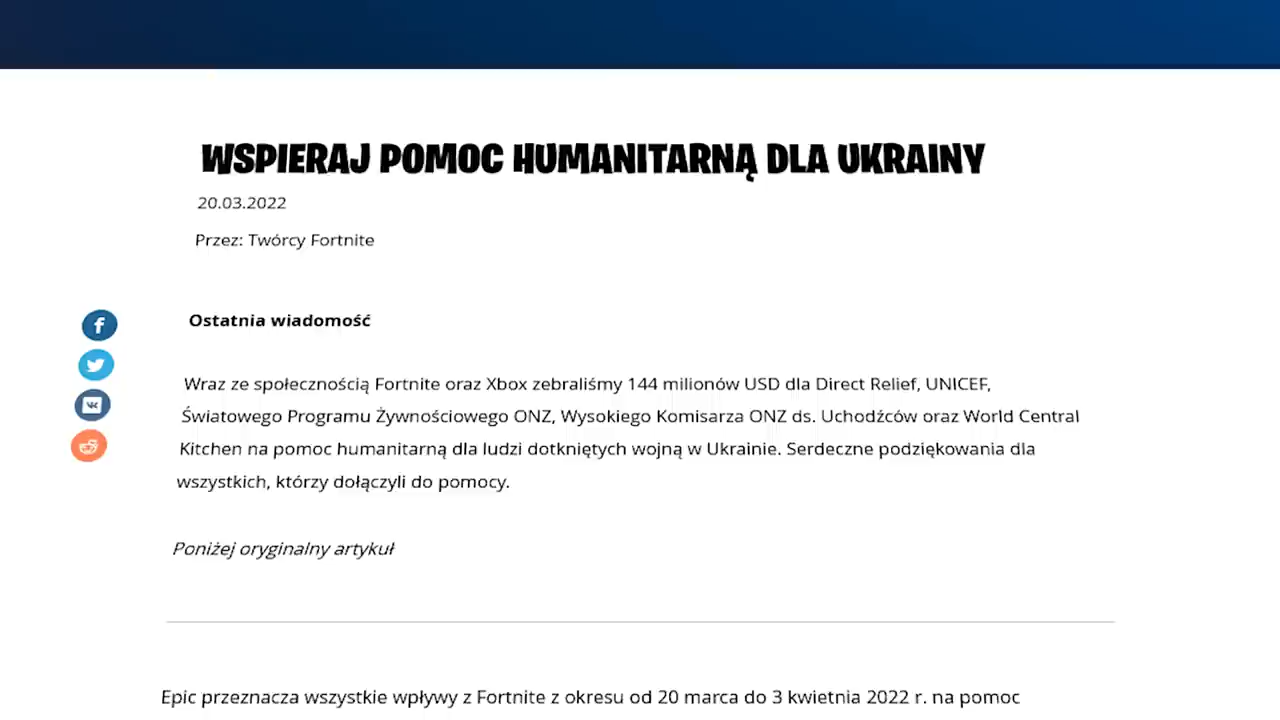 WSPIERAJ POMOC HUMANITARNĄ DLA UKRAINY
20.03.2022
Przez: Twórcy Fortnite
Ostatnia wiadomość
Wraz ze społecznością Fortnite oraz Xbox zebraliśmy 144 milionów USD dla Direct Relief, UNICEF,
Światowego Programu Żywnościowego ONZ, Wysokiego Komisarza ONZ ds. Uchodźców oraz World Central
Kitchen na pomoc humanitarną dla ludzi dotkniętych wojną w Ukrainie. Serdeczne podziękowania dla
wszystkich, którzy dołączyli do pomocy.
Poniżej oryginalny artykuł
Epic przeznacza wszystkie wpływy z Fortnite z okresu od 20 marca do 3 kwietnia 2022 r. na pomoc